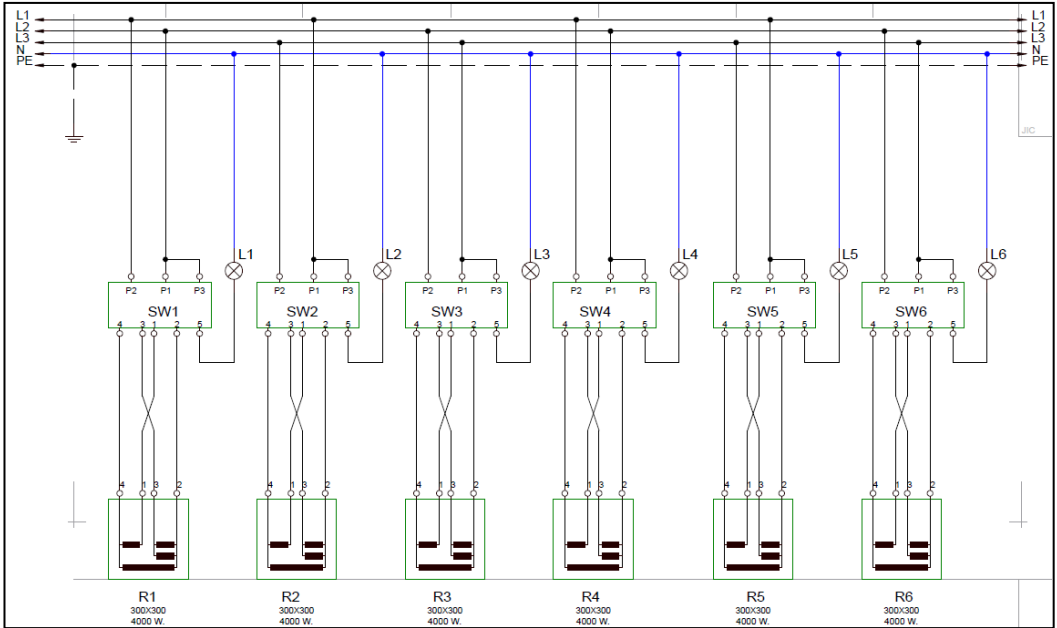 L1 L1
L2 L2
L3 L3
N N
PE PE
JIC
L1 L2 L3 L4 L5 L6
P2 P1 P3 P2 P1 P3 P2 P1 P3 P2 P1 P3 P2 P1 P3 P2 P1 P3
SW1 SW2 SW3 SW4 SW5 SW6
4 3 1 2 5 4 3 1 2 5 4 3 1 2 5 4 3 1 2 5 4 3 1 2 5 4 3 1 2 5
4 1 3 2 4 1 3 2 4 1 3 2 4 1 3 2 4 1 3 2 4 1 3 2
R1 R2 R3 R4 R5 R6
300X300 300X300 300X300 300X300 300X300 300X300
4000 W. 4000 W. 4000 W. 4000 W. 4000 W. 4000 W.